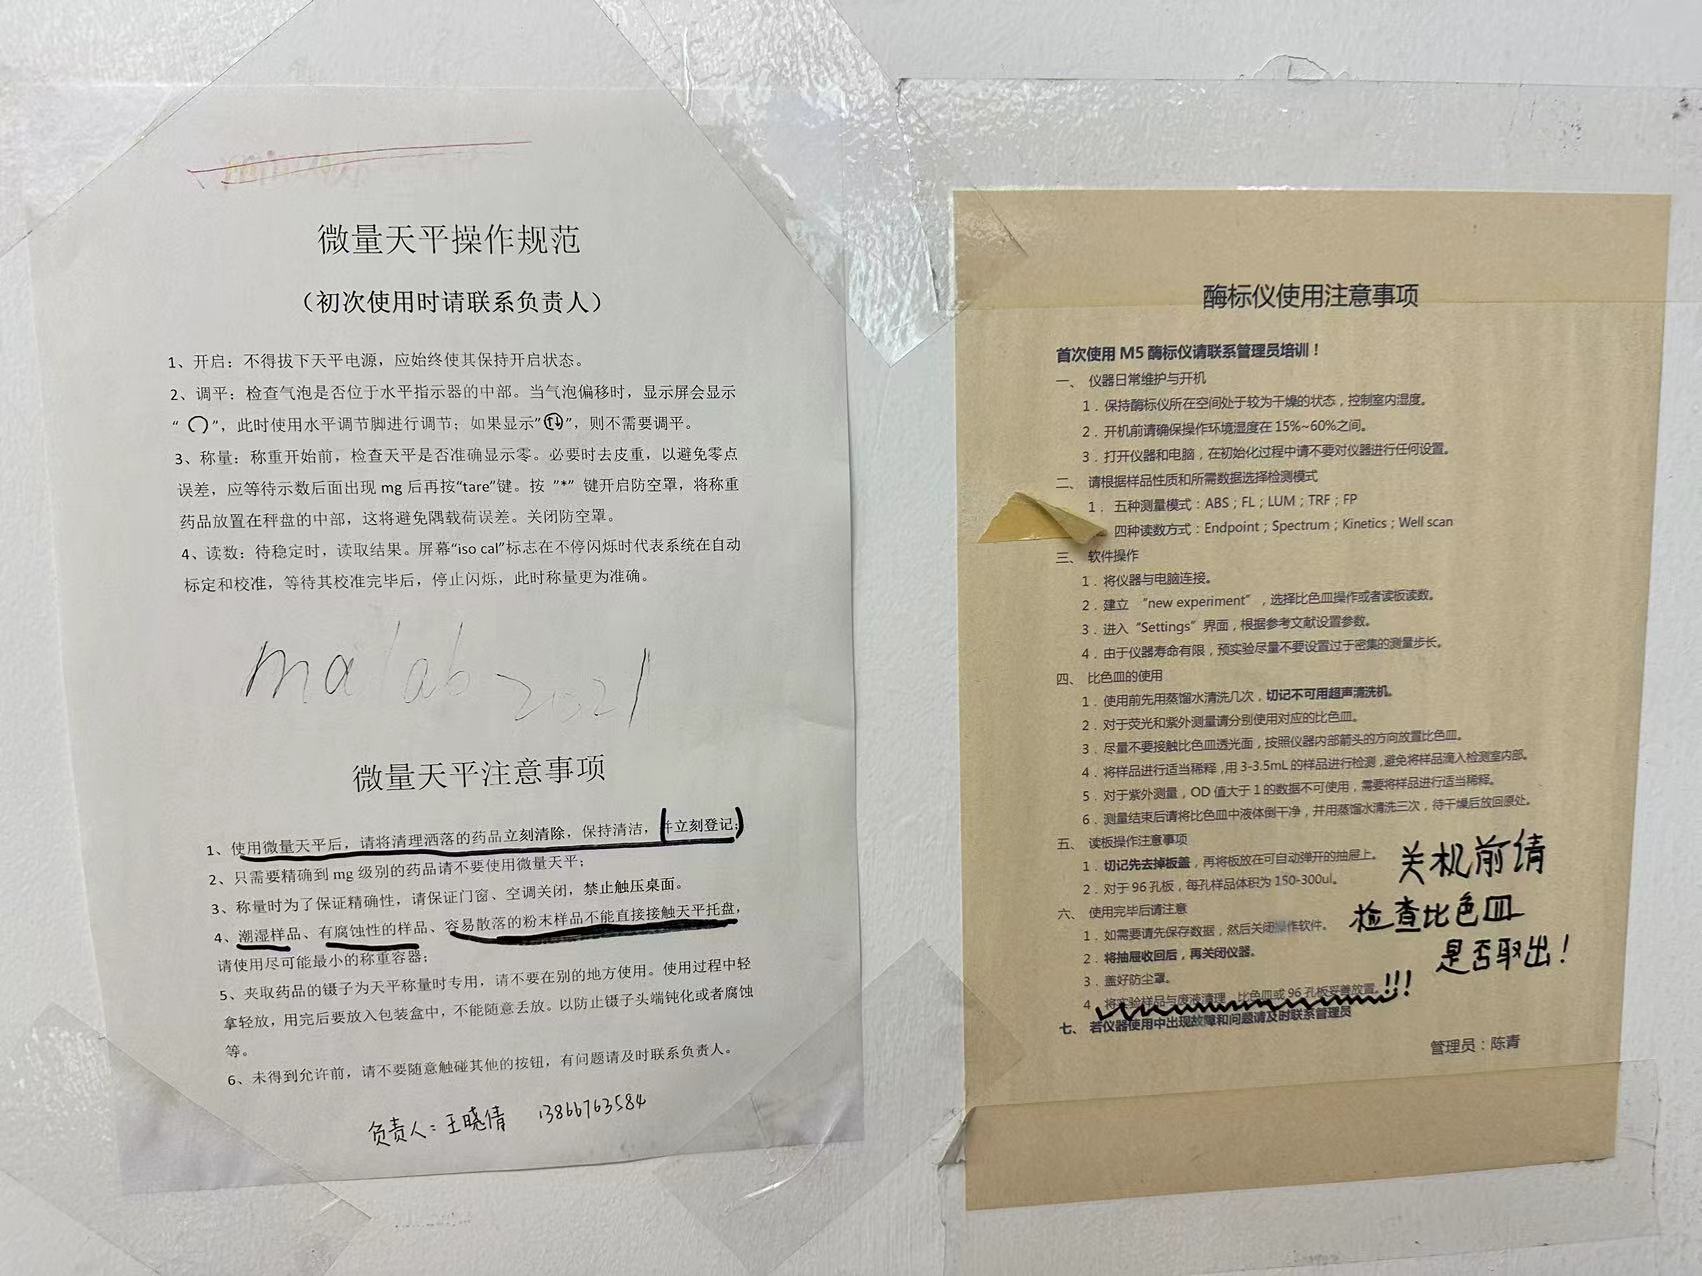 微量天平操作规范
（初次使用时请联系负责人）
1、开启：不得拔下天平电源，应始终使其保持开启状态。
2、调平：检查气泡是否位于水平指示器的中部。当气泡偏移时，显示屏会显示
“ ”，此时使用水平调节脚进行调节；如果显示” ”，则不需要调平。
3、称量：称重开始前，检查天平是否准确显示零。必要时去皮重，以避免零点
误差，应等待示数后面出现 mg 后再按“tare”键。按 ”*” 键开启防空罩，将称重
药品放置在秤盘的中部，这将避免隅载荷误差。关闭防空罩。
4、读数：待稳定时，读取结果。屏幕“iso cal”标志在不停闪烁时代表系统在自动
标定和校准，等待其校准完毕后，停止闪烁，此时称量更为准确。
malab 2021
微量天平注意事项
1、使用微量天平后，请将清理洒落的药品立刻清除，保持清洁，并立刻登记；
2、只需要精确到 mg 级别的药品请不要使用微量天平；
3、称量时为了保证精确性，请保证门窗、空调关闭，禁止触压桌面。
4、潮湿样品、有腐蚀性的样品、容易散落的粉末样品不能直接接触天平托盘，
请使用尽可能最小的称重容器；
5、夹取药品的镊子为天平称量时专用，请不要在别的地方使用。使用过程中轻
拿轻放，用完后要放入包装盒中，不能随意丢放。以防止镊子头端钝化或者腐蚀
等。
6、未得到允许前，请不要随意触碰其他的按钮，有问题请及时联系负责人。
负责人：王晓倩 13866763584
酶标仪使用注意事项
首次使用 M5 酶标仪请联系管理员培训！
一、 仪器日常维护与开机
1．保持酶标仪所在空间处于较为干燥的状态，控制室内湿度。
2．开机前请确保操作环境湿度在 15%~60%之间。
3．打开仪器和电脑，在初始化过程中请不要对仪器进行任何设置。
二、 请根据样品性质和所需数据选择检测模式
1． 五种测量模式：ABS；FL；LUM；TRF；FP
四种读数方式：Endpoint；Spectrum；Kinetics；Well scan
三、 软件操作
1．将仪器与电脑连接。
2．建立 “new experiment”，选择比色皿操作或者读板读数。
3．进入“Settings”界面，根据参考文献设置参数。
4．由于仪器寿命有限，预实验尽量不要设置过于密集的测量步长。
四、 比色皿的使用
1．使用前先用蒸馏水清洗几次，切记不可用超声清洗机。
2．对于荧光和紫外测量请分别使用对应的比色皿。
3．尽量不要接触比色皿透光面，按照仪器内部箭头的方向放置比色皿。
4．将样品进行适当稀释，用 3-3.5mL 的样品进行检测，避免将样品滴入检测室内部。
5．对于紫外测量，OD 值大于 1 的数据不可使用，需要将样品进行适当稀释。
6．测量结束后请将比色皿中液体倒干净，并用蒸馏水清洗三次，待干燥后放回原处。
五、 读板操作注意事项
1．切记先去掉板盖，再将板放在可自动弹开的抽屉上。
2．对于 96 孔板，每孔样品体积为 150-300ul。
六、 使用完毕后请注意
1．如需要请先保存数据，然后关闭操作软件。
2．将抽屉收回后，再关闭仪器。
3．盖好防尘罩。
4．将实验样品与废液清理，比色皿或 96 孔板妥善放置。!!!
七、 若仪器使用中出现故障和问题请及时联系管理员
管理员：陈青
关机前请
检查比色皿
是否取出！